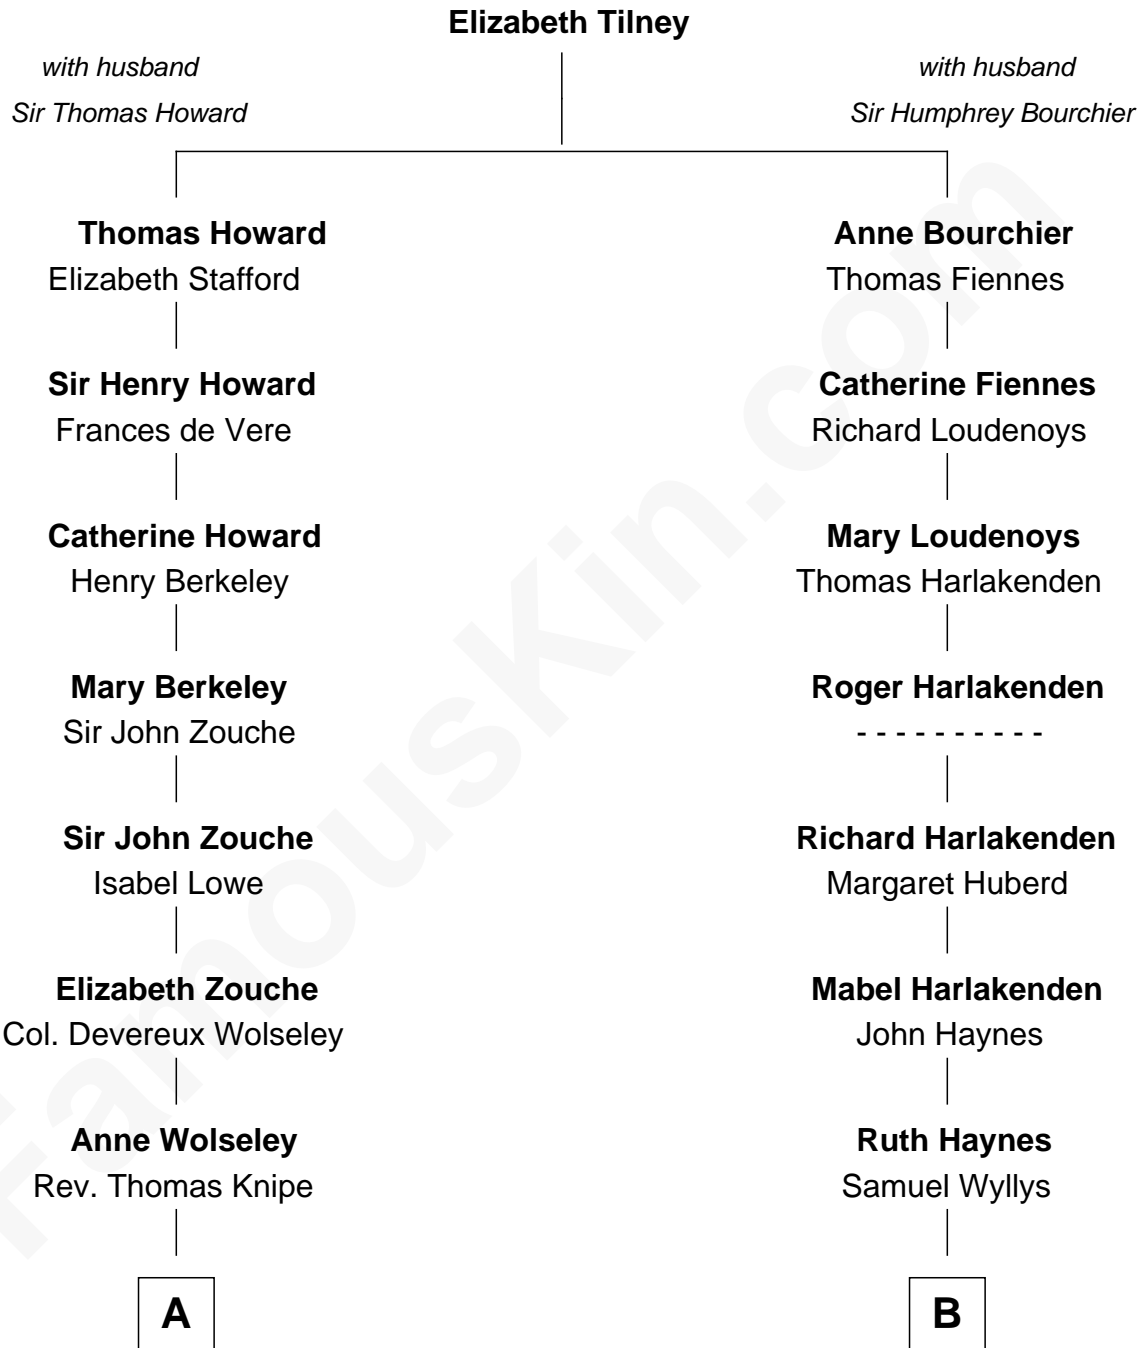 Elizabeth Tilney
with husband
Sir Thomas Howard
with husband
Sir Humphrey Bourchier
Thomas Howard
Elizabeth Stafford
Anne Bourchier
Thomas Fiennes
Sir Henry Howard
Frances de Vere
Catherine Fiennes
Richard Loudenoys
Catherine Howard
Henry Berkeley
Mary Loudenoys
Thomas Harlakenden
Mary Berkeley
Sir John Zouche
Roger Harlakenden
- - - - - - - - - -
Sir John Zouche
Isabel Lowe
Richard Harlakenden
Margaret Huberd
Elizabeth Zouche
Col. Devereux Wolseley
Mabel Harlakenden
John Haynes
Anne Wolseley
Rev. Thomas Knipe
Ruth Haynes
Samuel Wyllys
A
B
FamousKin.com